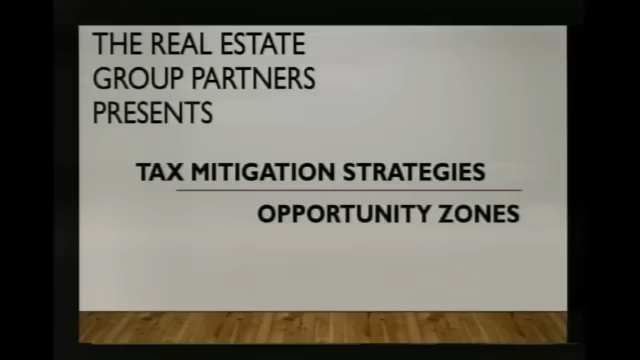 THE REAL ESTATE
GROUP PARTNERS
PRESENTS
TAX MITIGATION STRATEGIES
OPPORTUNITY ZONES